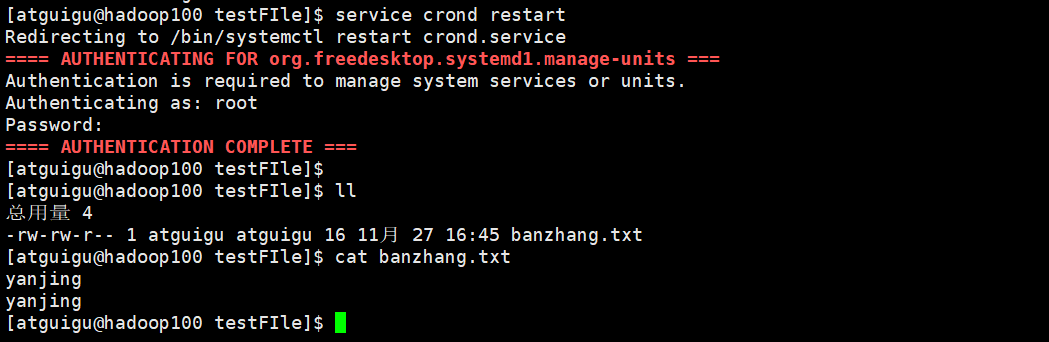 [atguigu@hadoop100 testFIle]$ service crond restart
Redirecting to /bin/systemctl restart crond.service
==== AUTHENTICATING FOR org.freedesktop.systemd1.manage-units ===
Authentication is required to manage system services or units.
Authenticating as: root
Password:
==== AUTHENTICATION COMPLETE ===
[atguigu@hadoop100 testFIle]$
[atguigu@hadoop100 testFIle]$ ll
总用量 4
-rw-rw-r-- 1 atguigu atguigu 16 11月 27 16:45 banzhang.txt
[atguigu@hadoop100 testFIle]$ cat banzhang.txt
yanjing
yanjing
[atguigu@hadoop100 testFIle]$